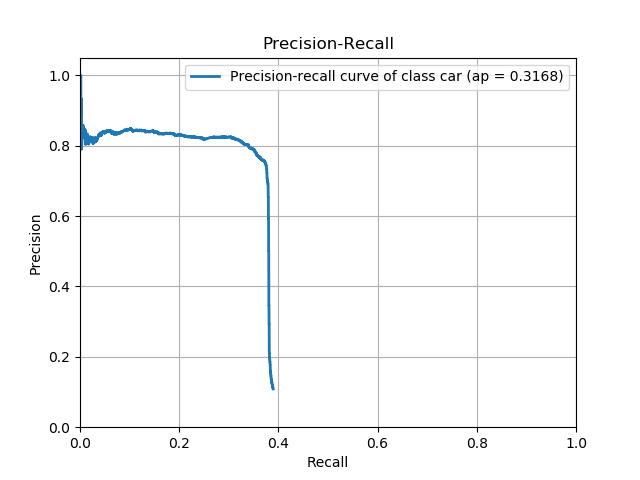 Precision-Recall
Precision-recall curve of class car (ap = 0.3168)
1.0
0.8
0.6
0.4
0.2
0.0
Precision
0.0 0.2 0.4 0.6 0.8 1.0
Recall